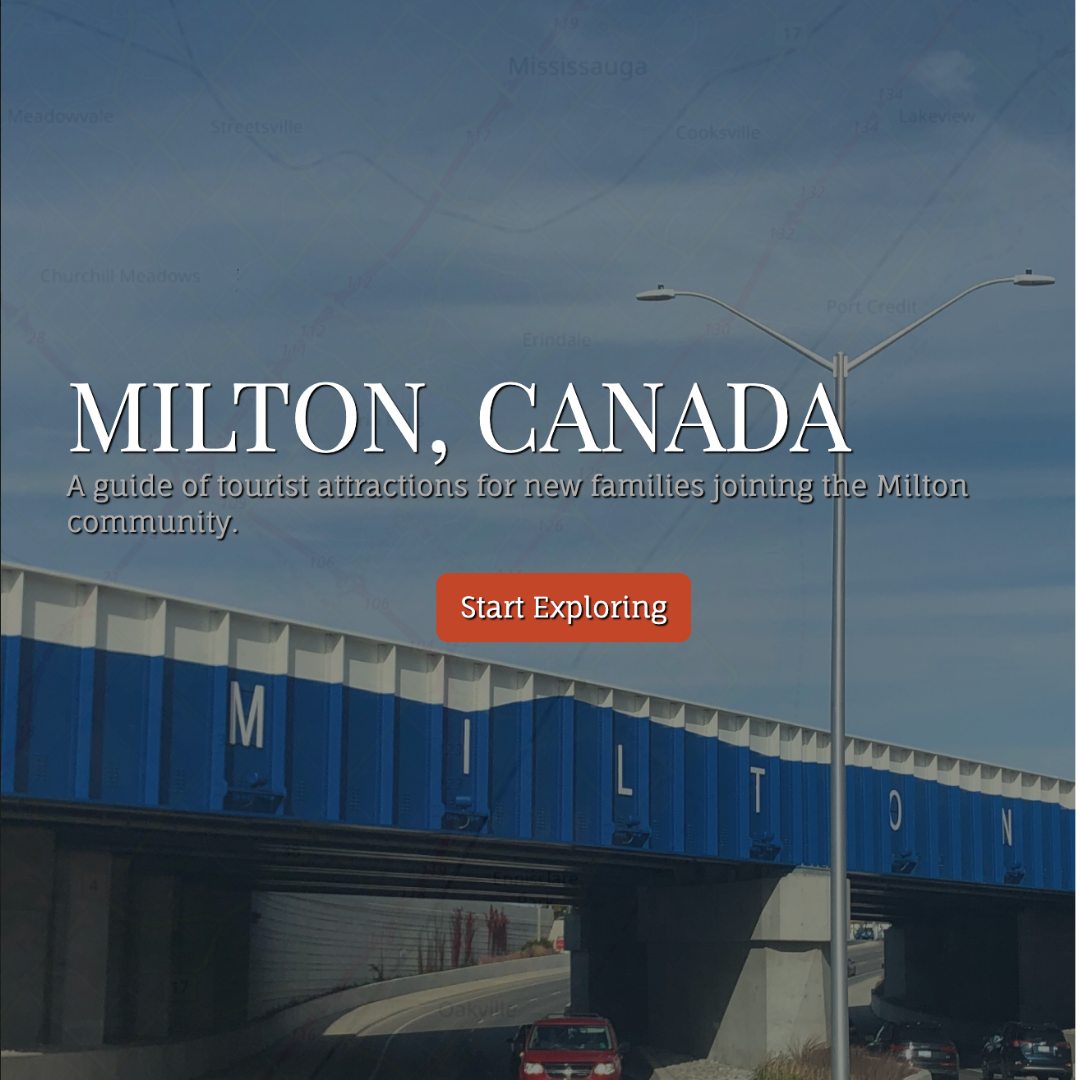 119
17
Mississauga
Meadowvale
Streetsville
Cooksville
Lakeview
Churchill Meadows
Port Credit
Erindale
MILTON, CANADA
A guide of tourist attractions for new families joining the Milton
community.
Start Exploring
MILTON
Oakville